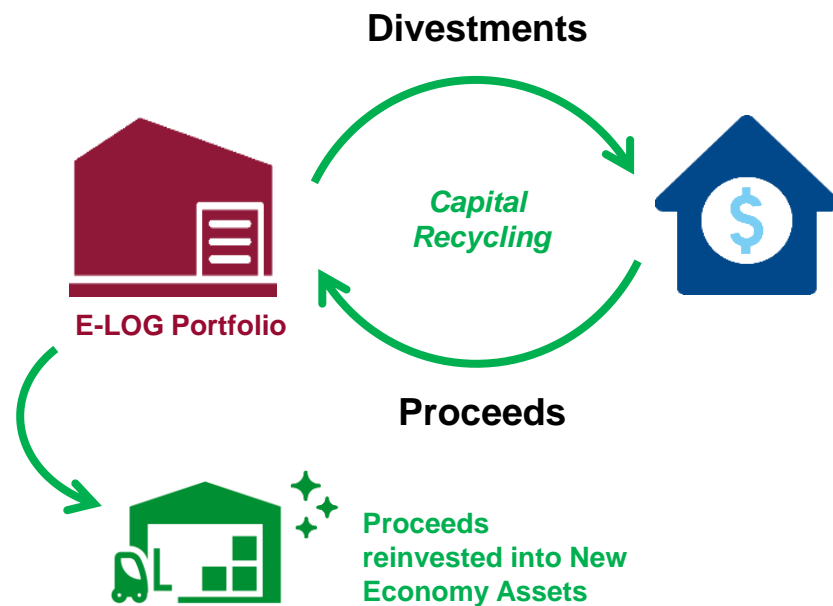 Divestments
Capital
Recycling
$
E-LOG Portfolio
Proceeds
Proceeds
reinvested into New
Economy Assets